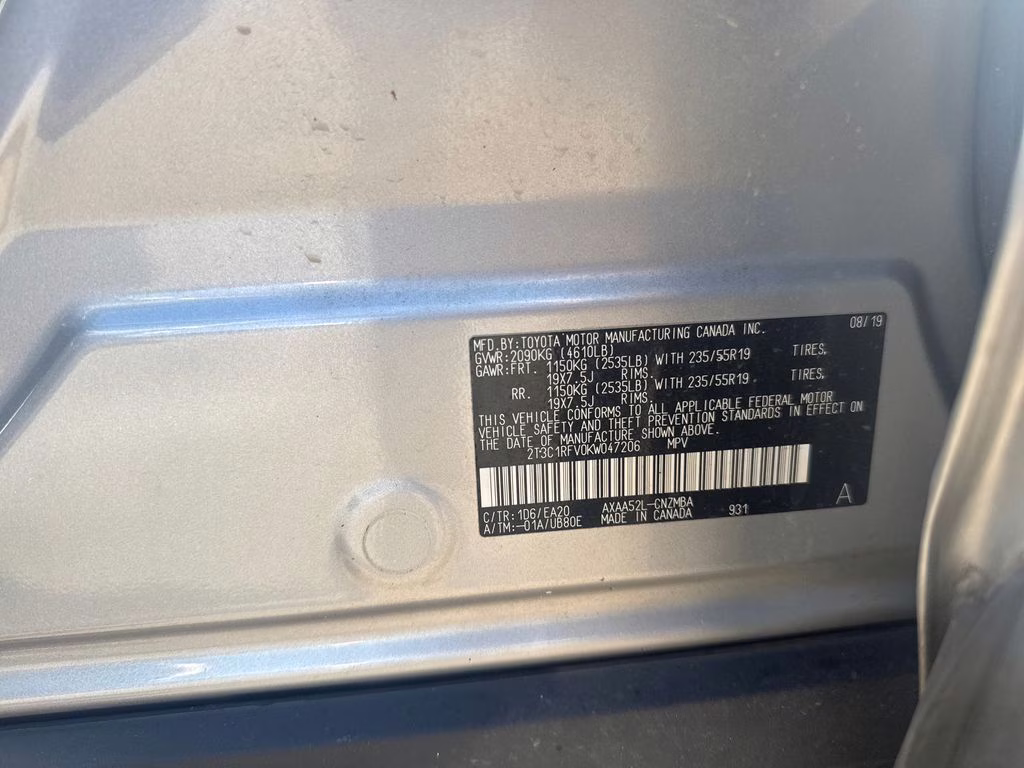 MFD.BY:TOYOTA MOTOR MANUFACTURING CANADA INC. 08/19
GVWR:2090KG (4610LB)
GAWR:FRT. 1150KG (2535LB) WITH 235/55R19 TIRES,
19X7.5J RIMS,
RR. 1150KG (2535LB) WITH 235/55R19 TIRES,
19X7.5J RIMS.
THIS VEHICLE CONFORMS TO ALL APPLICABLE FEDERAL MOTOR
VEHICLE SAFETY AND THEFT PREVENTION STANDARDS IN EFFECT ON
THE DATE OF MANUFACTURE SHOWN ABOVE.
2T3C1RFV0KW047206 MPV
C/TR:1D6/EA20 AXAA52L-CNZMBA 931 A
A/TM:-01A/UB80E MADE IN CANADA